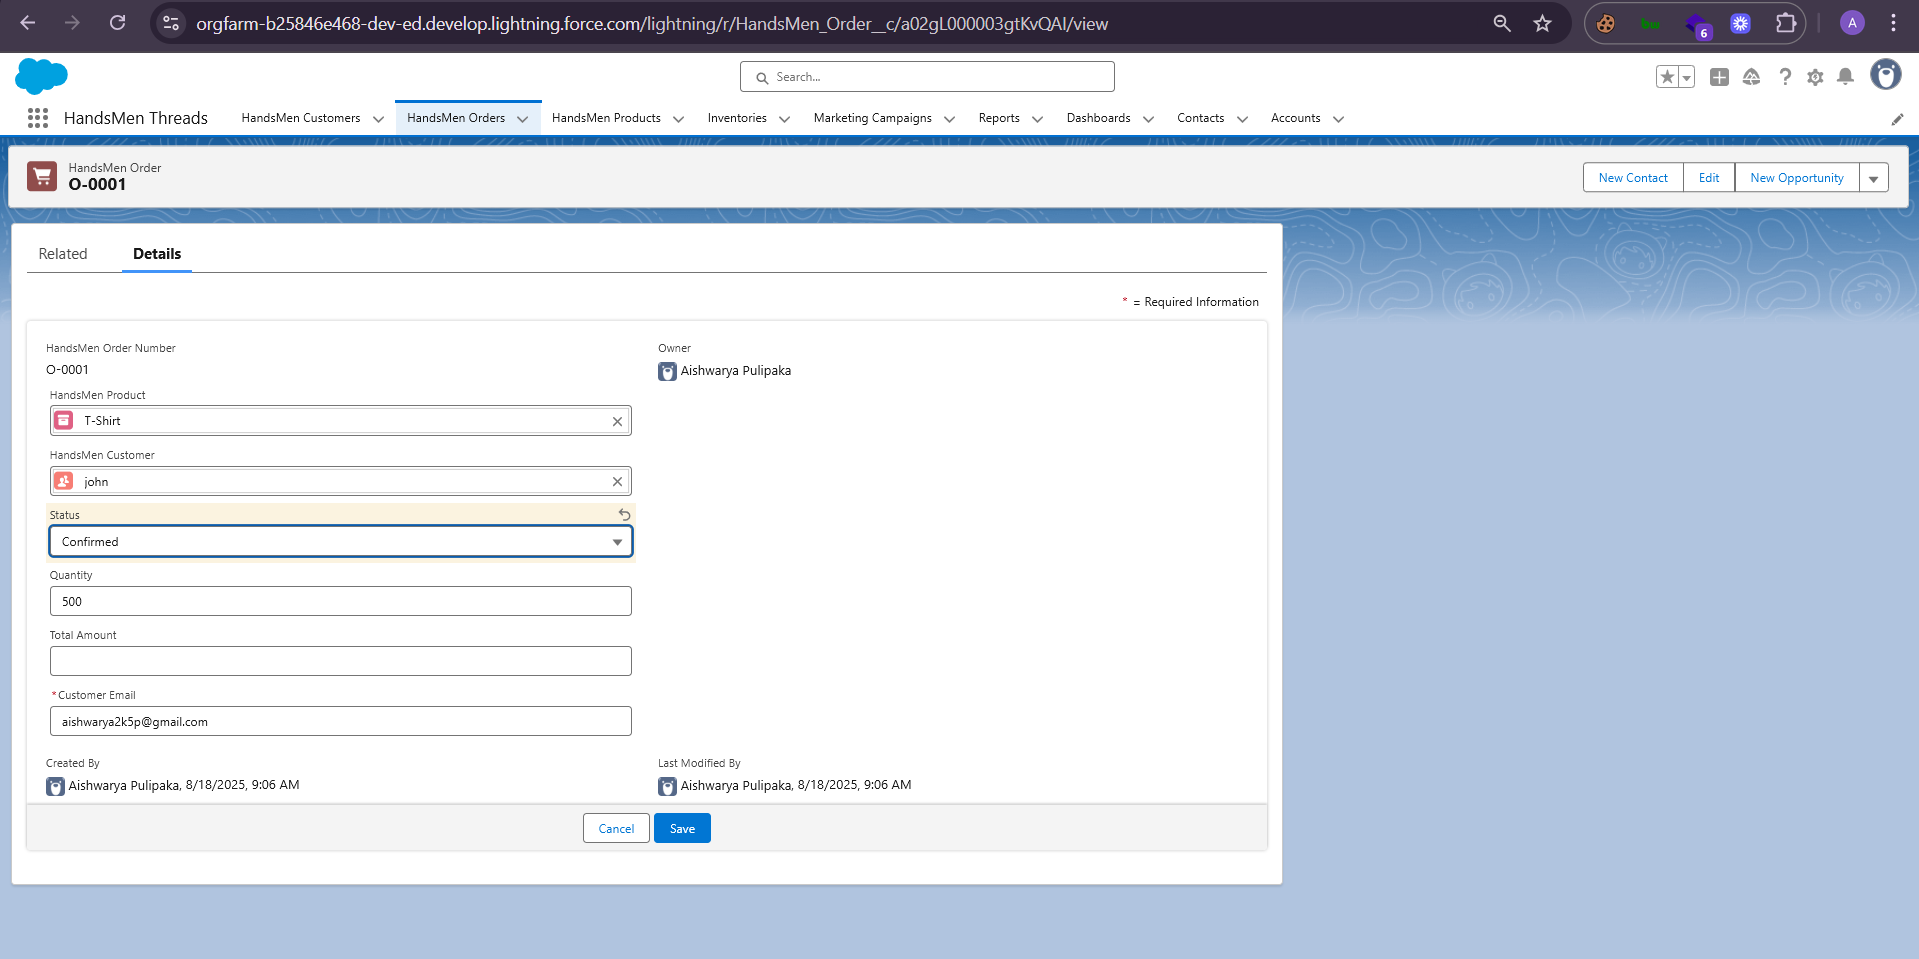 orgfarm-b25846e468-dev-ed.develop.lightning.force.com/lightning/r/HandsMen_Order__c/a02gL000003gtKvQAI/view
6
A
Search...
HandsMen Threads
HandsMen Customers
HandsMen Orders
HandsMen Products
Inventories
Marketing Campaigns
Reports
Dashboards
Contacts
Accounts
HandsMen Order
O-0001
New Contact
Edit
New Opportunity
Related
Details
* = Required Information
HandsMen Order Number
O-0001
Owner
Aishwarya Pulipaka
HandsMen Product
T-Shirt
HandsMen Customer
john
Status
Confirmed
Quantity
500
Total Amount
*Customer Email
aishwarya2k5p@gmail.com
Created By
Aishwarya Pulipaka, 8/18/2025, 9:06 AM
Last Modified By
Aishwarya Pulipaka, 8/18/2025, 9:06 AM
Cancel
Save